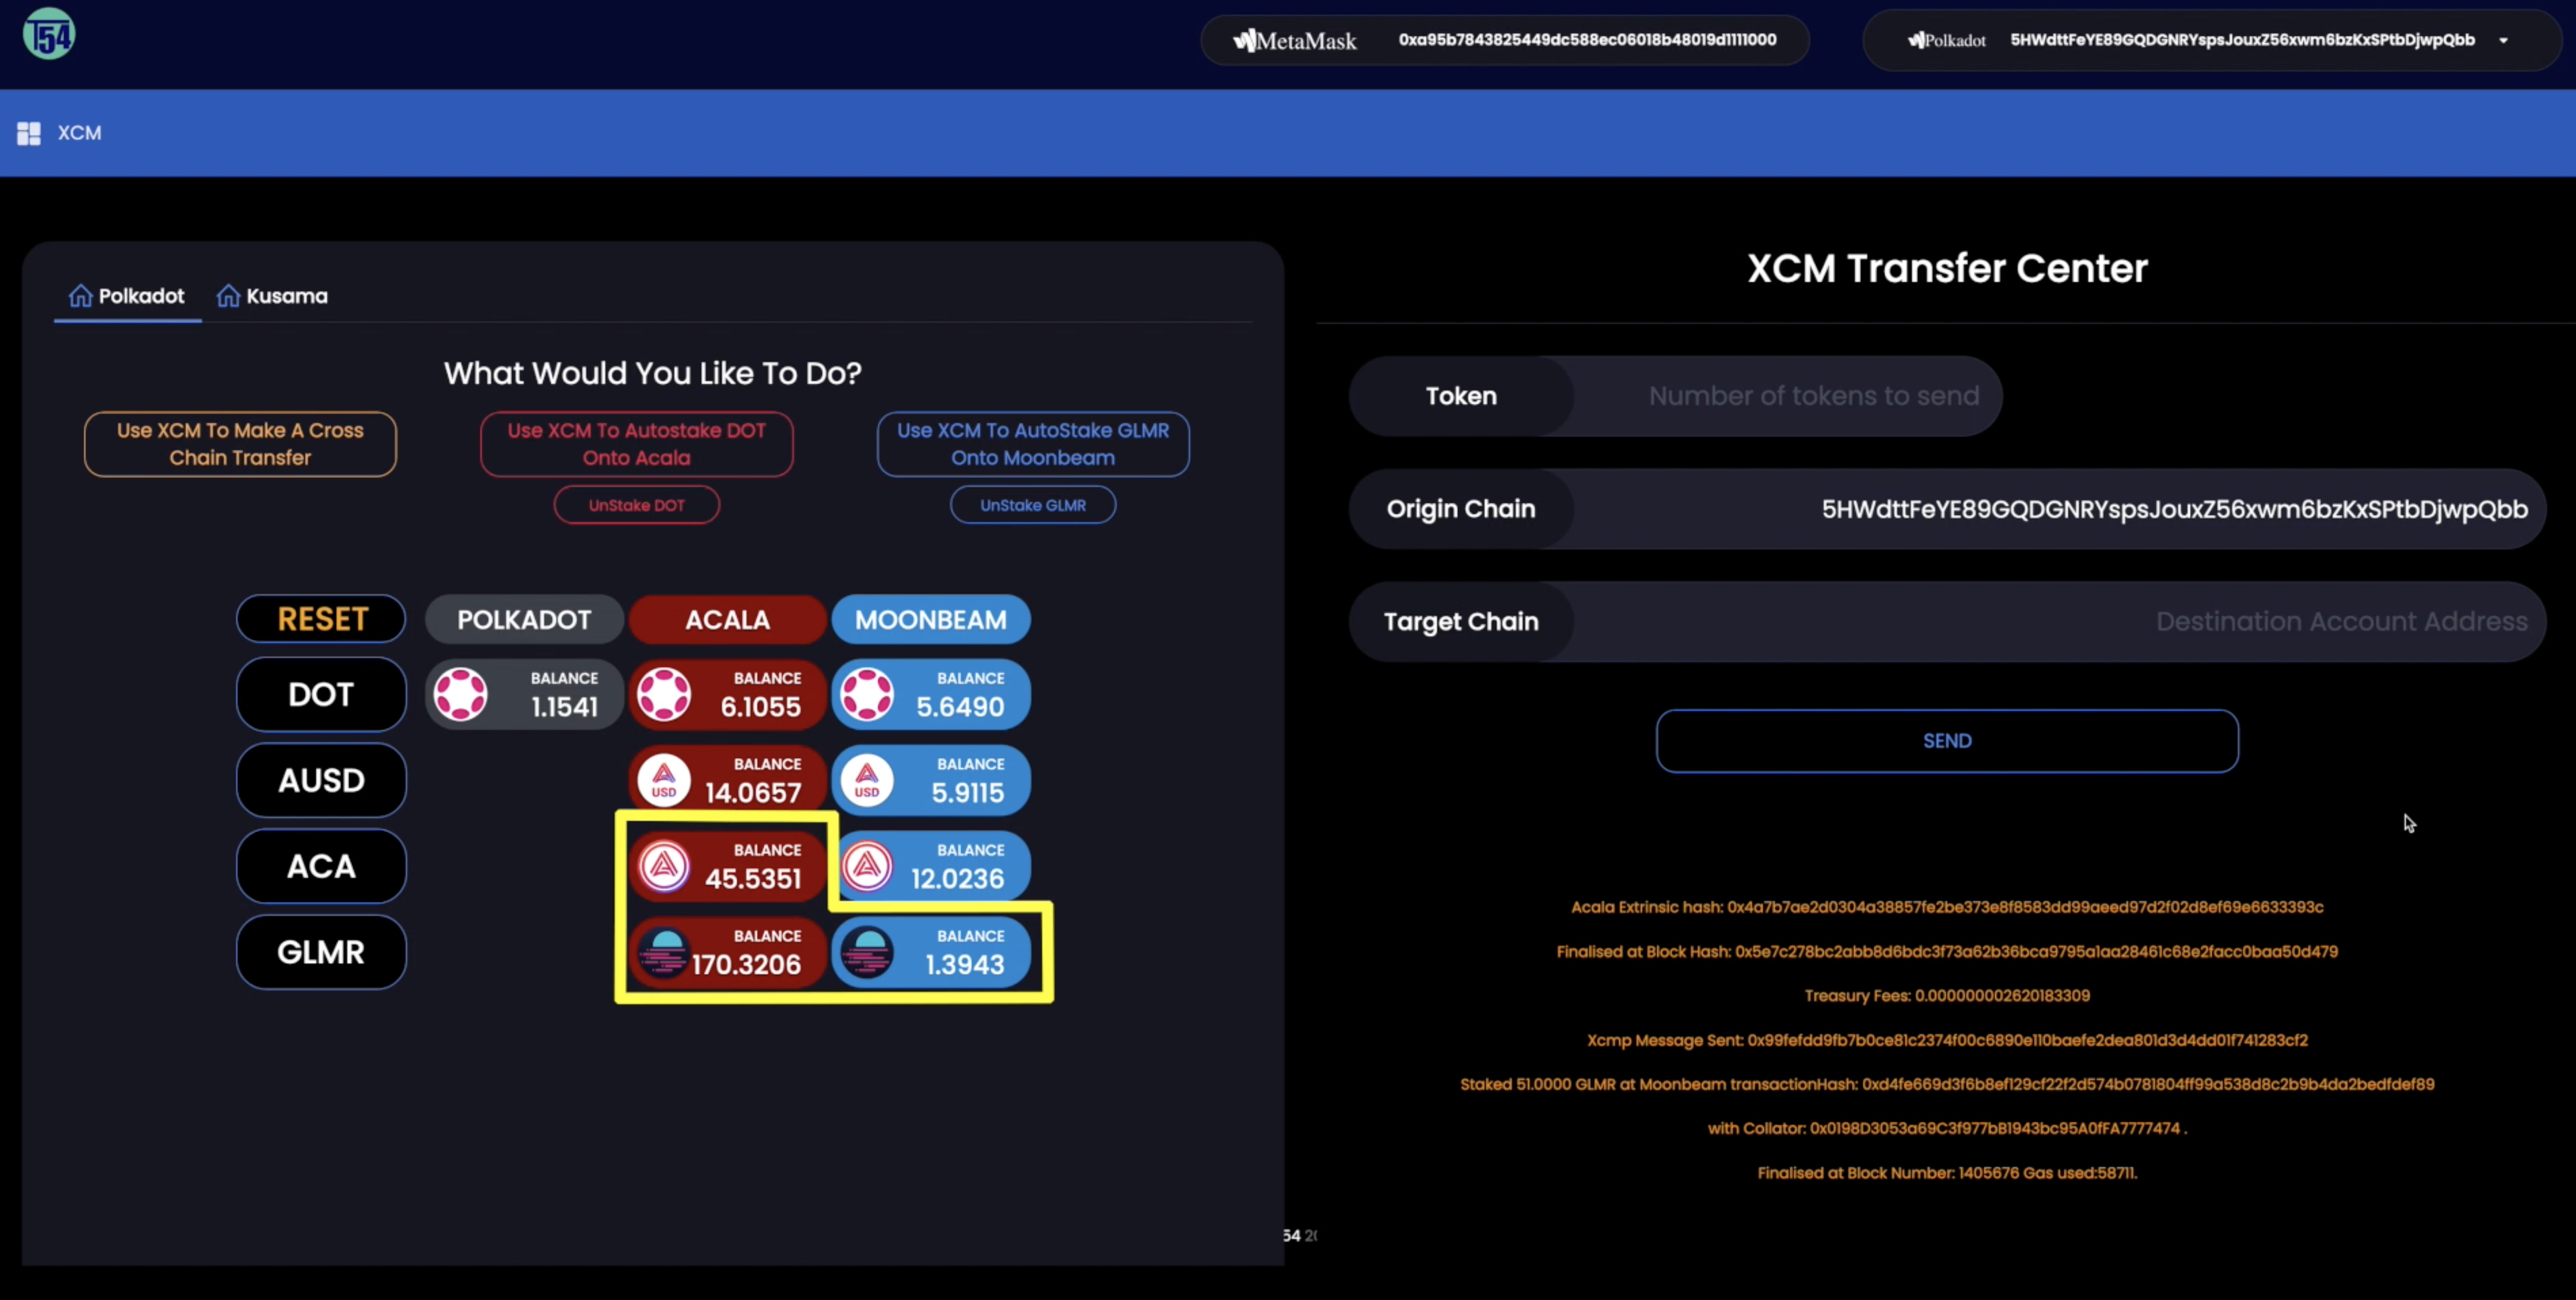 T54
MetaMask 0xa95b7843825449dc588ec06018b48019d1111000
Polkadot 5HWdttFeYE89GQDGNRYspsJouxZ56xwm6bzKxSPtbDjwpQbb
XCM
Polkadot Kusama
What Would You Like To Do?
Use XCM To Make A Cross
Chain Transfer
Use XCM To Autostake DOT
Onto Acala
Use XCM To AutoStake GLMR
Onto Moonbeam
UnStake DOT
UnStake GLMR
RESET POLKADOT ACALA MOONBEAM
DOT
BALANCE
1.1541
BALANCE
6.1055
BALANCE
5.6490
AUSD
USD
BALANCE
14.0657
USD
BALANCE
5.9115
ACA
BALANCE
45.5351
BALANCE
12.0236
GLMR
BALANCE
170.3206
BALANCE
1.3943
XCM Transfer Center
Token Number of tokens to send
Origin Chain 5HWdttFeYE89GQDGNRYspsJouxZ56xwm6bzKxSPtbDjwpQbb
Target Chain Destination Account Address
SEND
Acala Extrinsic hash: 0x4a7b7ae2d0304a38857fe2be373e8f8583dd99aeed97d2f02d8ef69e6633393c
Finalised at Block Hash: 0x5e7c278bc2abb8d6bdc3f73a62b36bca9795a1aa28461c68e2facc0baa50d479
Treasury Fees: 0.000000002620183309
Xcmp Message Sent: 0x99fefdd9fb7b0ce81c2374f00c6890e110baefe2dea801d3d4dd01f741283cf2
Staked 51.0000 GLMR at Moonbeam transactionHash: 0xd4fe669d3f6b8ef129cf22f2d574b0781804ff99a538d8c2b9b4da2bedfdef89
with Collator: 0x0198D3053a69C3f977bB1943bc95A0fFA7777474 .
Finalised at Block Number: 1405676 Gas used:58711.
54